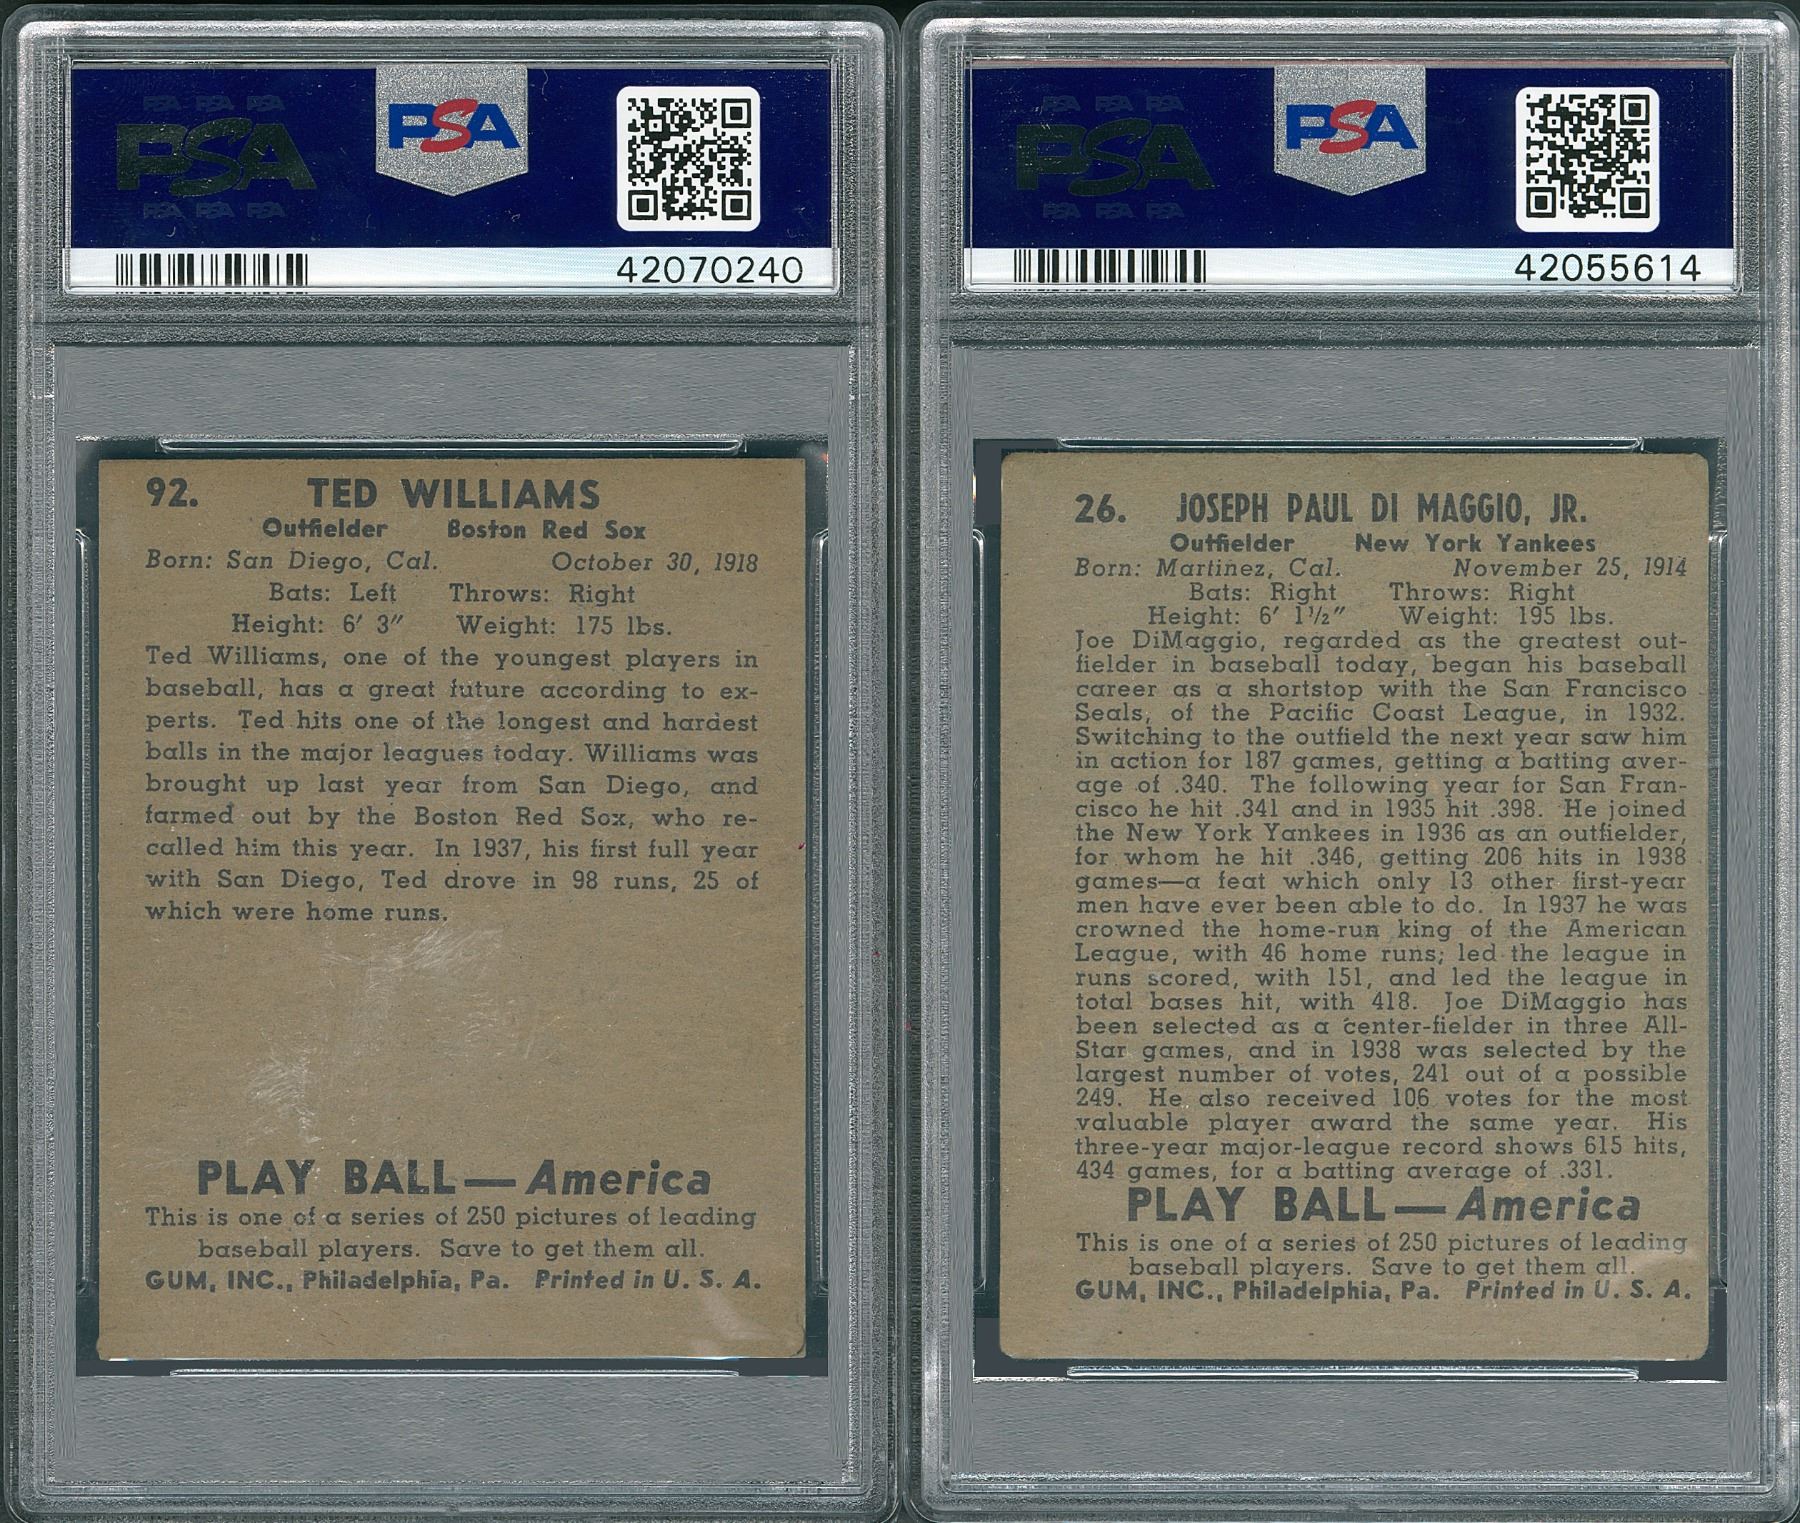 PSA PSA PSA
PSA
PSA PSA PSA
PSA
42070240
92. TED WILLIAMS
Outfielder Boston Red Sox
Born: San Diego, Cal. October 30, 1918
Bats: Left Throws: Right
Height: 6′ 3″ Weight: 175 lbs.
Ted Williams, one of the youngest players in
baseball, has a great future according to ex-
perts. Ted hits one of the longest and hardest
balls in the major leagues today. Williams was
brought up last year from San Diego, and
farmed out by the Boston Red Sox, who re-
called him this year. In 1937, his first full year
with San Diego, Ted drove in 98 runs, 25 of
which were home runs.
PLAY BALL—America
This is one of a series of 250 pictures of leading
baseball players. Save to get them all.
GUM, INC., Philadelphia, Pa. Printed in U. S. A.
PSA PSA PSA
PSA
PSA PSA PSA
PSA
42055614
26. JOSEPH PAUL DI MAGGIO, JR.
Outfielder New York Yankees
Born: Martinez, Cal. November 25, 1914
Bats: Right Throws: Right
Height: 6′ 1½″ Weight: 195 lbs.
Joe DiMaggio, regarded as the greatest out-
fielder in baseball today, began his baseball
career as a shortstop with the San Francisco
Seals, of the Pacific Coast League, in 1932.
Switching to the outfield the next year saw him
in action for 187 games, getting a batting aver-
age of .340. The following year for San Fran-
cisco he hit .341 and in 1935 hit .398. He joined
the New York Yankees in 1936 as an outfielder,
for whom he hit .346, getting 206 hits in 1938
games—a feat which only 13 other first-year
men have ever been able to do. In 1937 he was
crowned the home-run king of the American
League, with 46 home runs; led the league in
runs scored, with 151, and led the league in
total bases hit, with 418. Joe DiMaggio has
been selected as a center-fielder in three All-
Star games, and in 1938 was selected by the
largest number of votes, 241 out of a possible
249. He also received 106 votes for the most
valuable player award the same year. His
three-year major-league record shows 615 hits,
434 games, for a batting average of .331.
PLAY BALL—America
This is one of a series of 250 pictures of leading
baseball players. Save to get them all.
GUM, INC., Philadelphia, Pa. Printed in U. S. A.